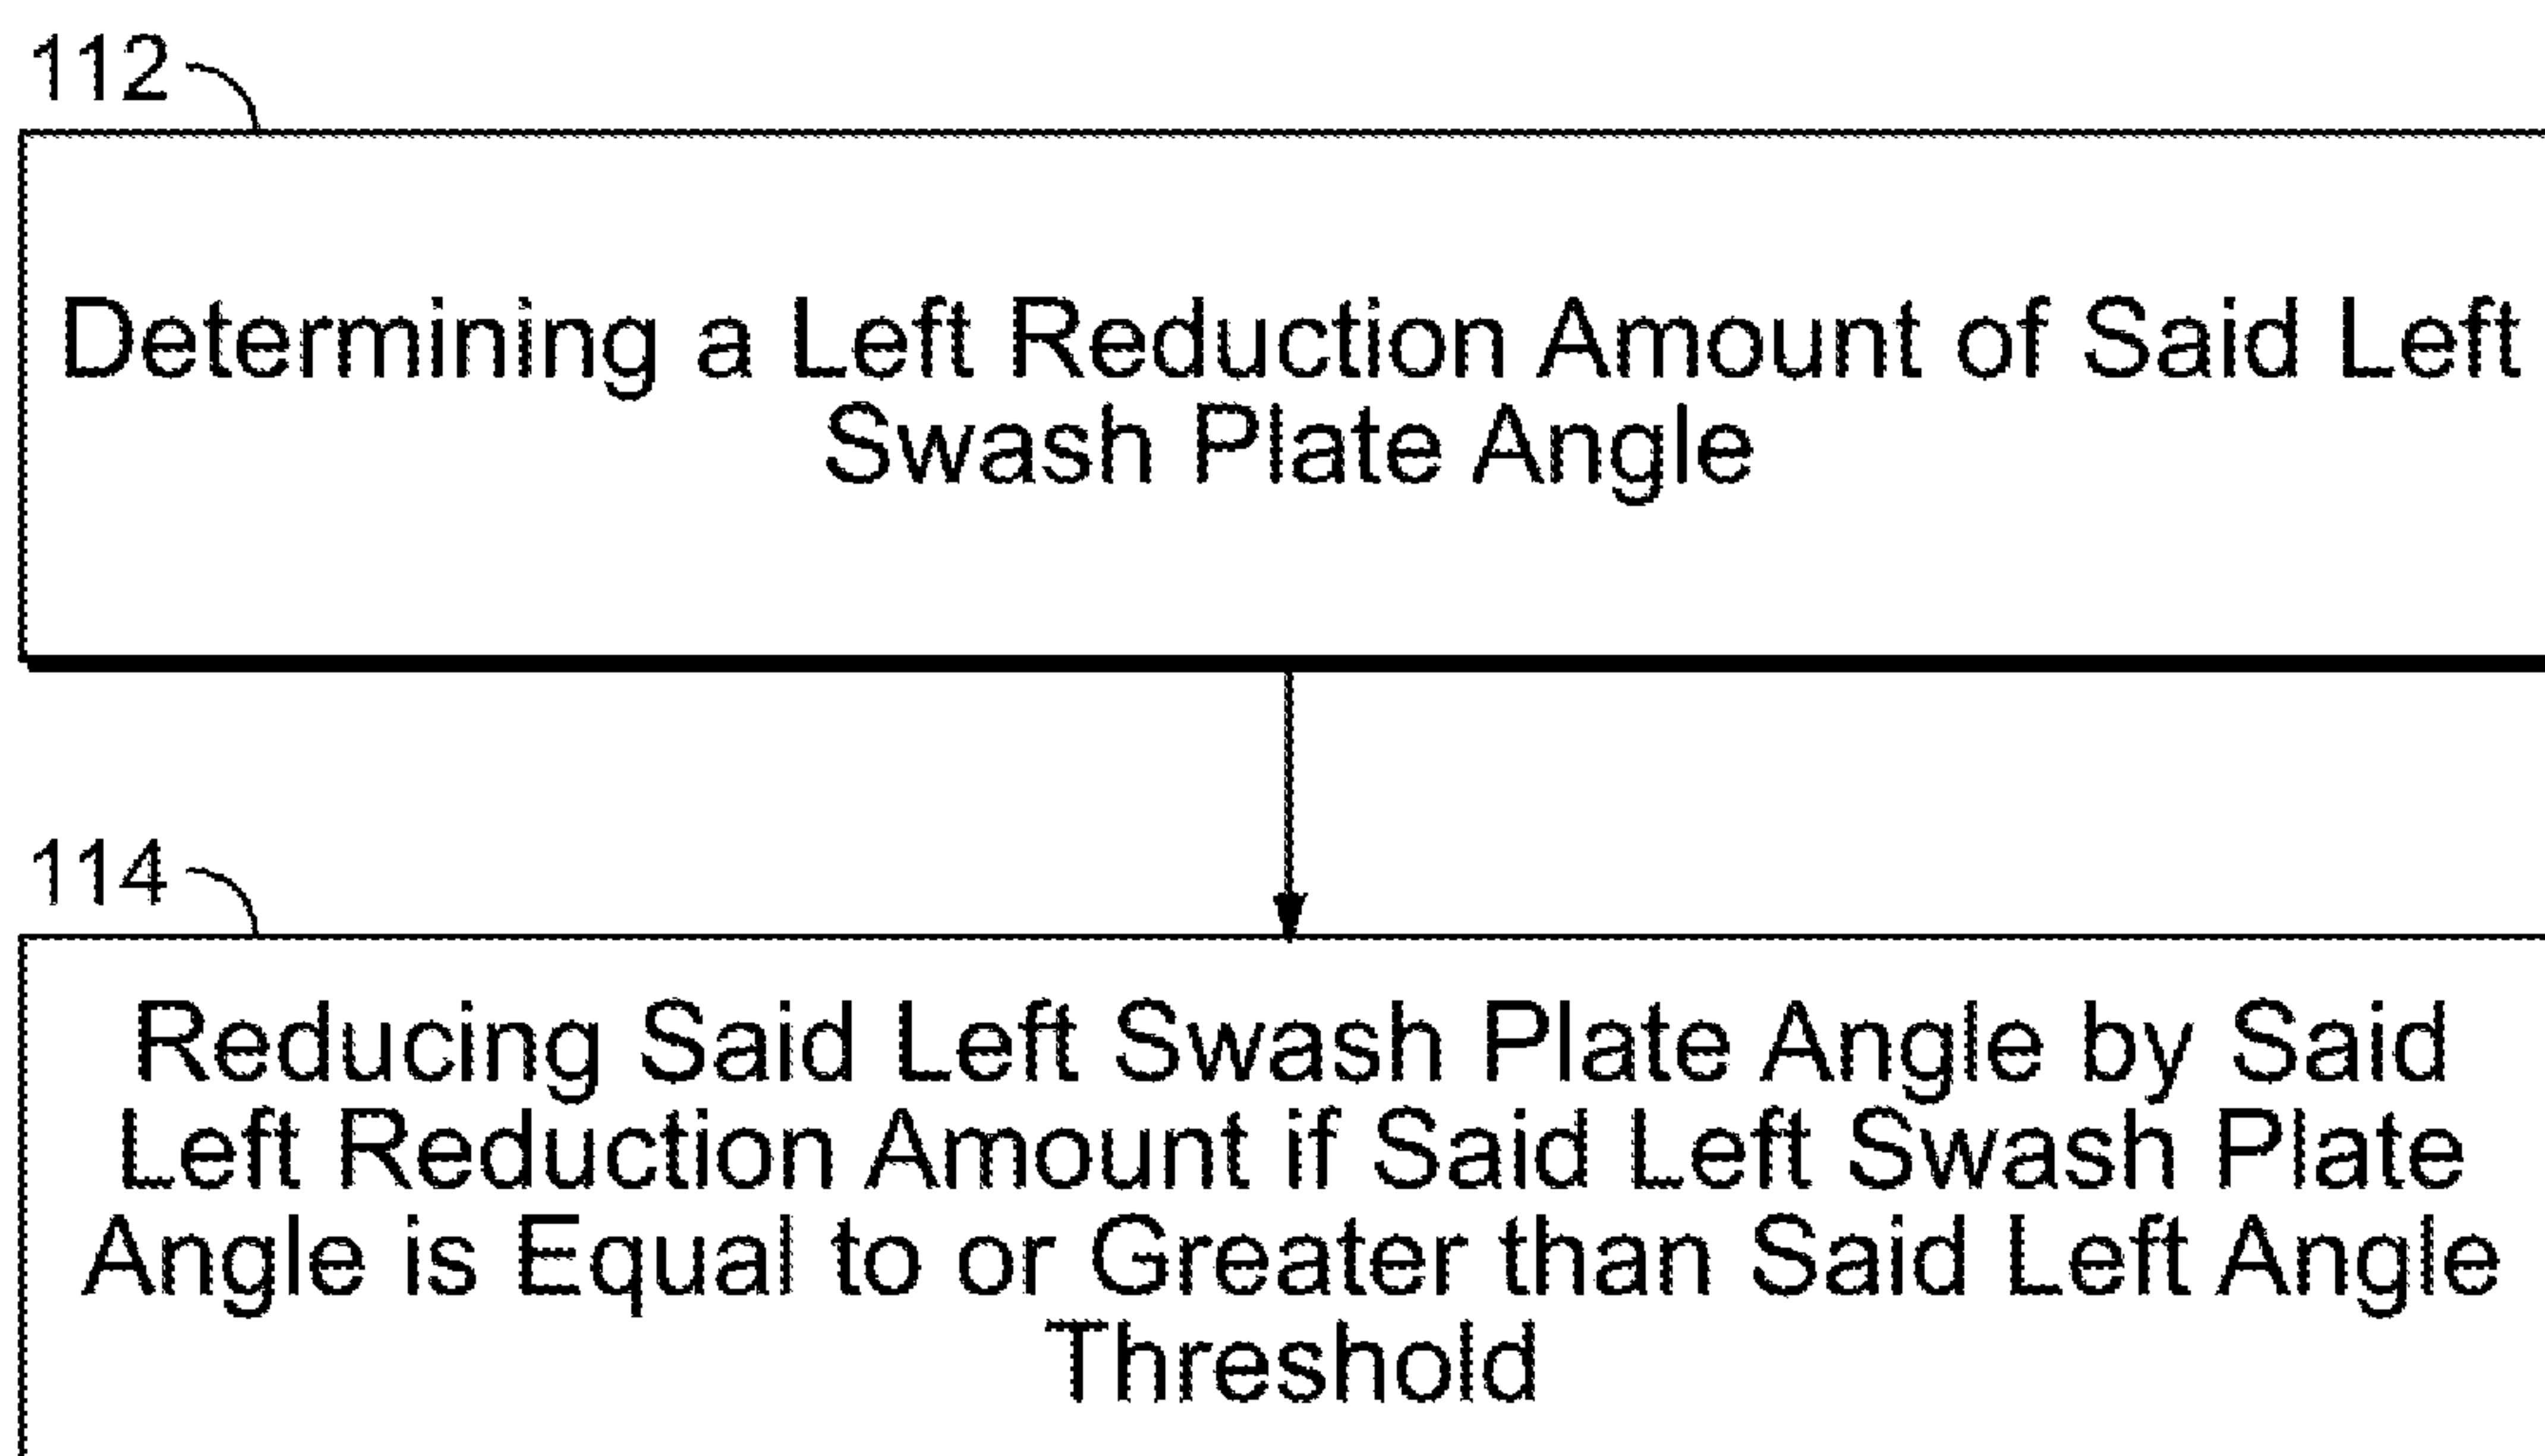 112
Determining a Left Reduction Amount of Said Left
Swash Plate Angle
114
Reducing Said Left Swash Plate Angle by Said
Left Reduction Amount if Said Left Swash Plate
Angle is Equal to or Greater than Said Left Angle
Threshold